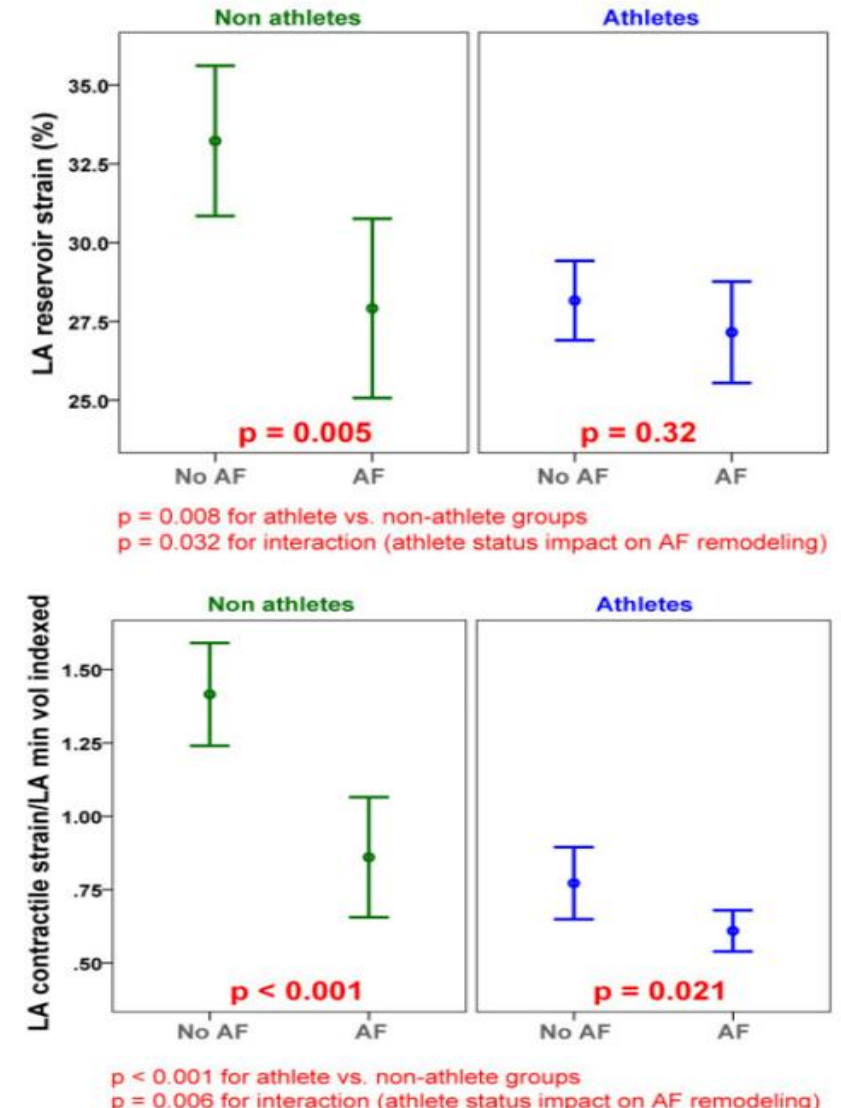 Non athletes
Athletes
LA reservoir strain (%)
35.0
32.5
30.0
27.5
25.0
p = 0.005
p = 0.32
No AF
AF
No AF
AF
p = 0.008 for athlete vs. non-athlete groups
p = 0.032 for interaction (athlete status impact on AF remodeling)
Non athletes
Athletes
LA contractile strain/LA min vol indexed
1.50
1.25
1.00
.75
.50
p < 0.001
p = 0.021
No AF
AF
No AF
AF
p < 0.001 for athlete vs. non-athlete groups
p = 0.006 for interaction (athlete status impact on AF remodeling)